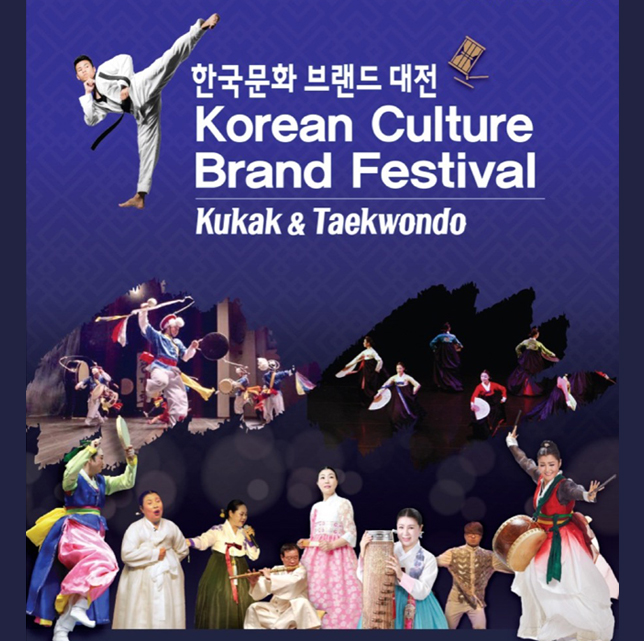 한국문화 브랜드 대전
Korean Culture
Brand Festival
Kukak & Taekwondo